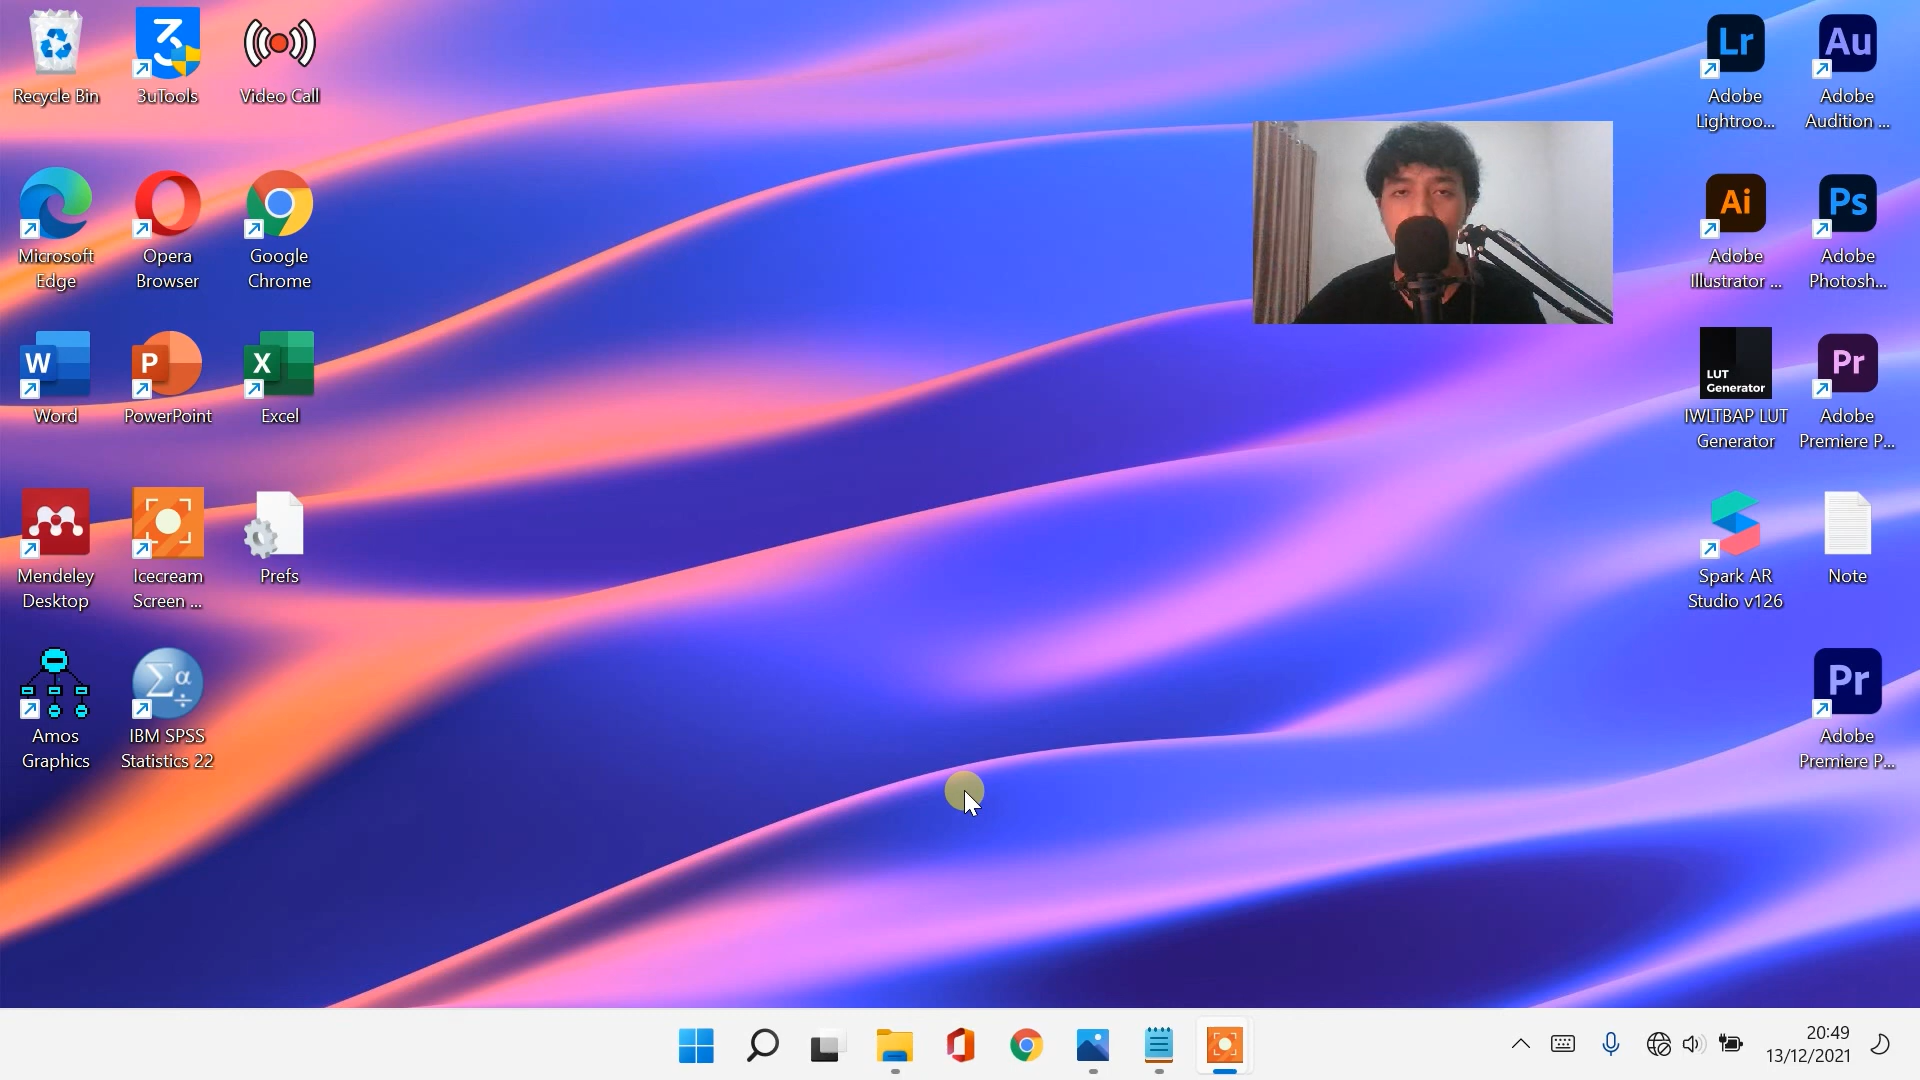 Recycle Bin
3uTools
Video Call
Microsoft
Edge
Opera
Browser
Google
Chrome
W
Word
P
PowerPoint
X
Excel
Mendeley
Desktop
Icecream
Screen ...
Prefs
Amos
Graphics
Σα
÷
IBM SPSS
Statistics 22
Lr
Adobe
Lightroo...
Au
Adobe
Audition ...
Ai
Adobe
Illustrator ...
Ps
Adobe
Photosh...
LUT
Generator
IWLTBAP LUT
Generator
Pr
Adobe
Premiere P...
Spark AR
Studio v126
Note
Pr
Adobe
Premiere P...
20:49
13/12/2021